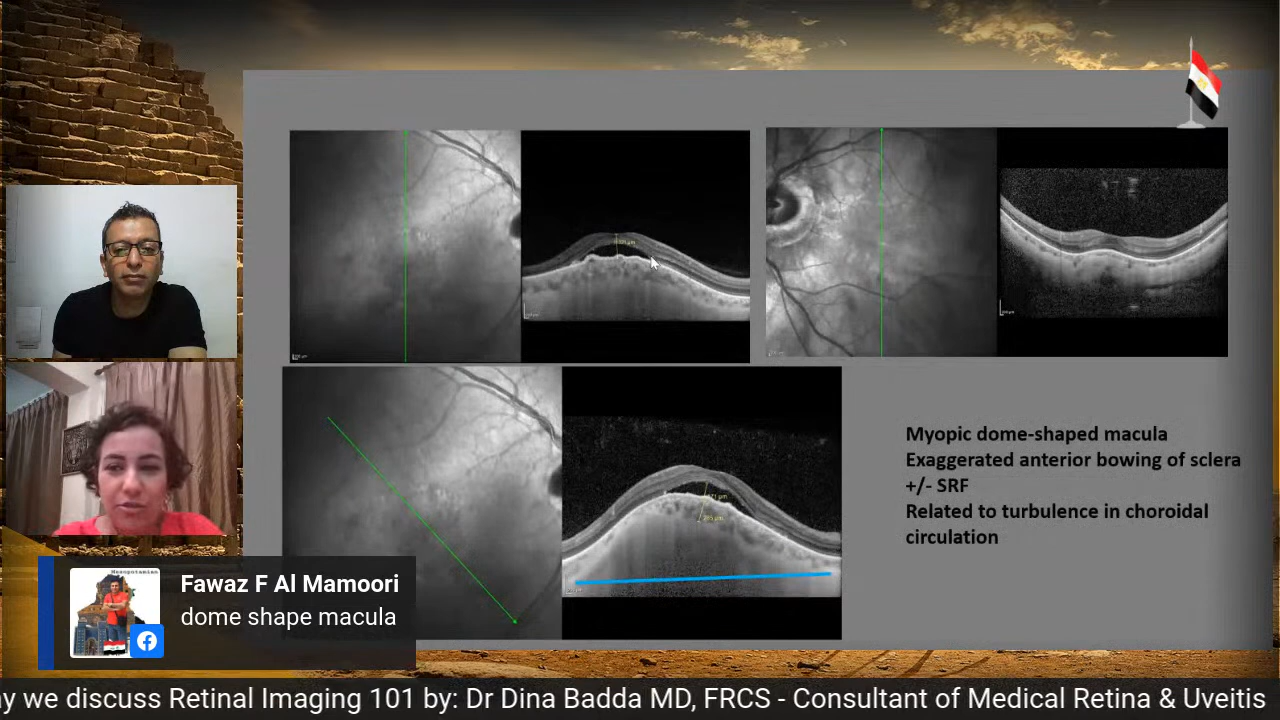 Myopic dome-shaped macula
Exaggerated anterior bowing of sclera
+/- SRF
Related to turbulence in choroidal
circulation
Fawaz F Al Mamoori
dome shape macula
we discuss Retinal Imaging 101 by: Dr Dina Badda MD, FRCS - Consultant of Medical Retina & Uveitis